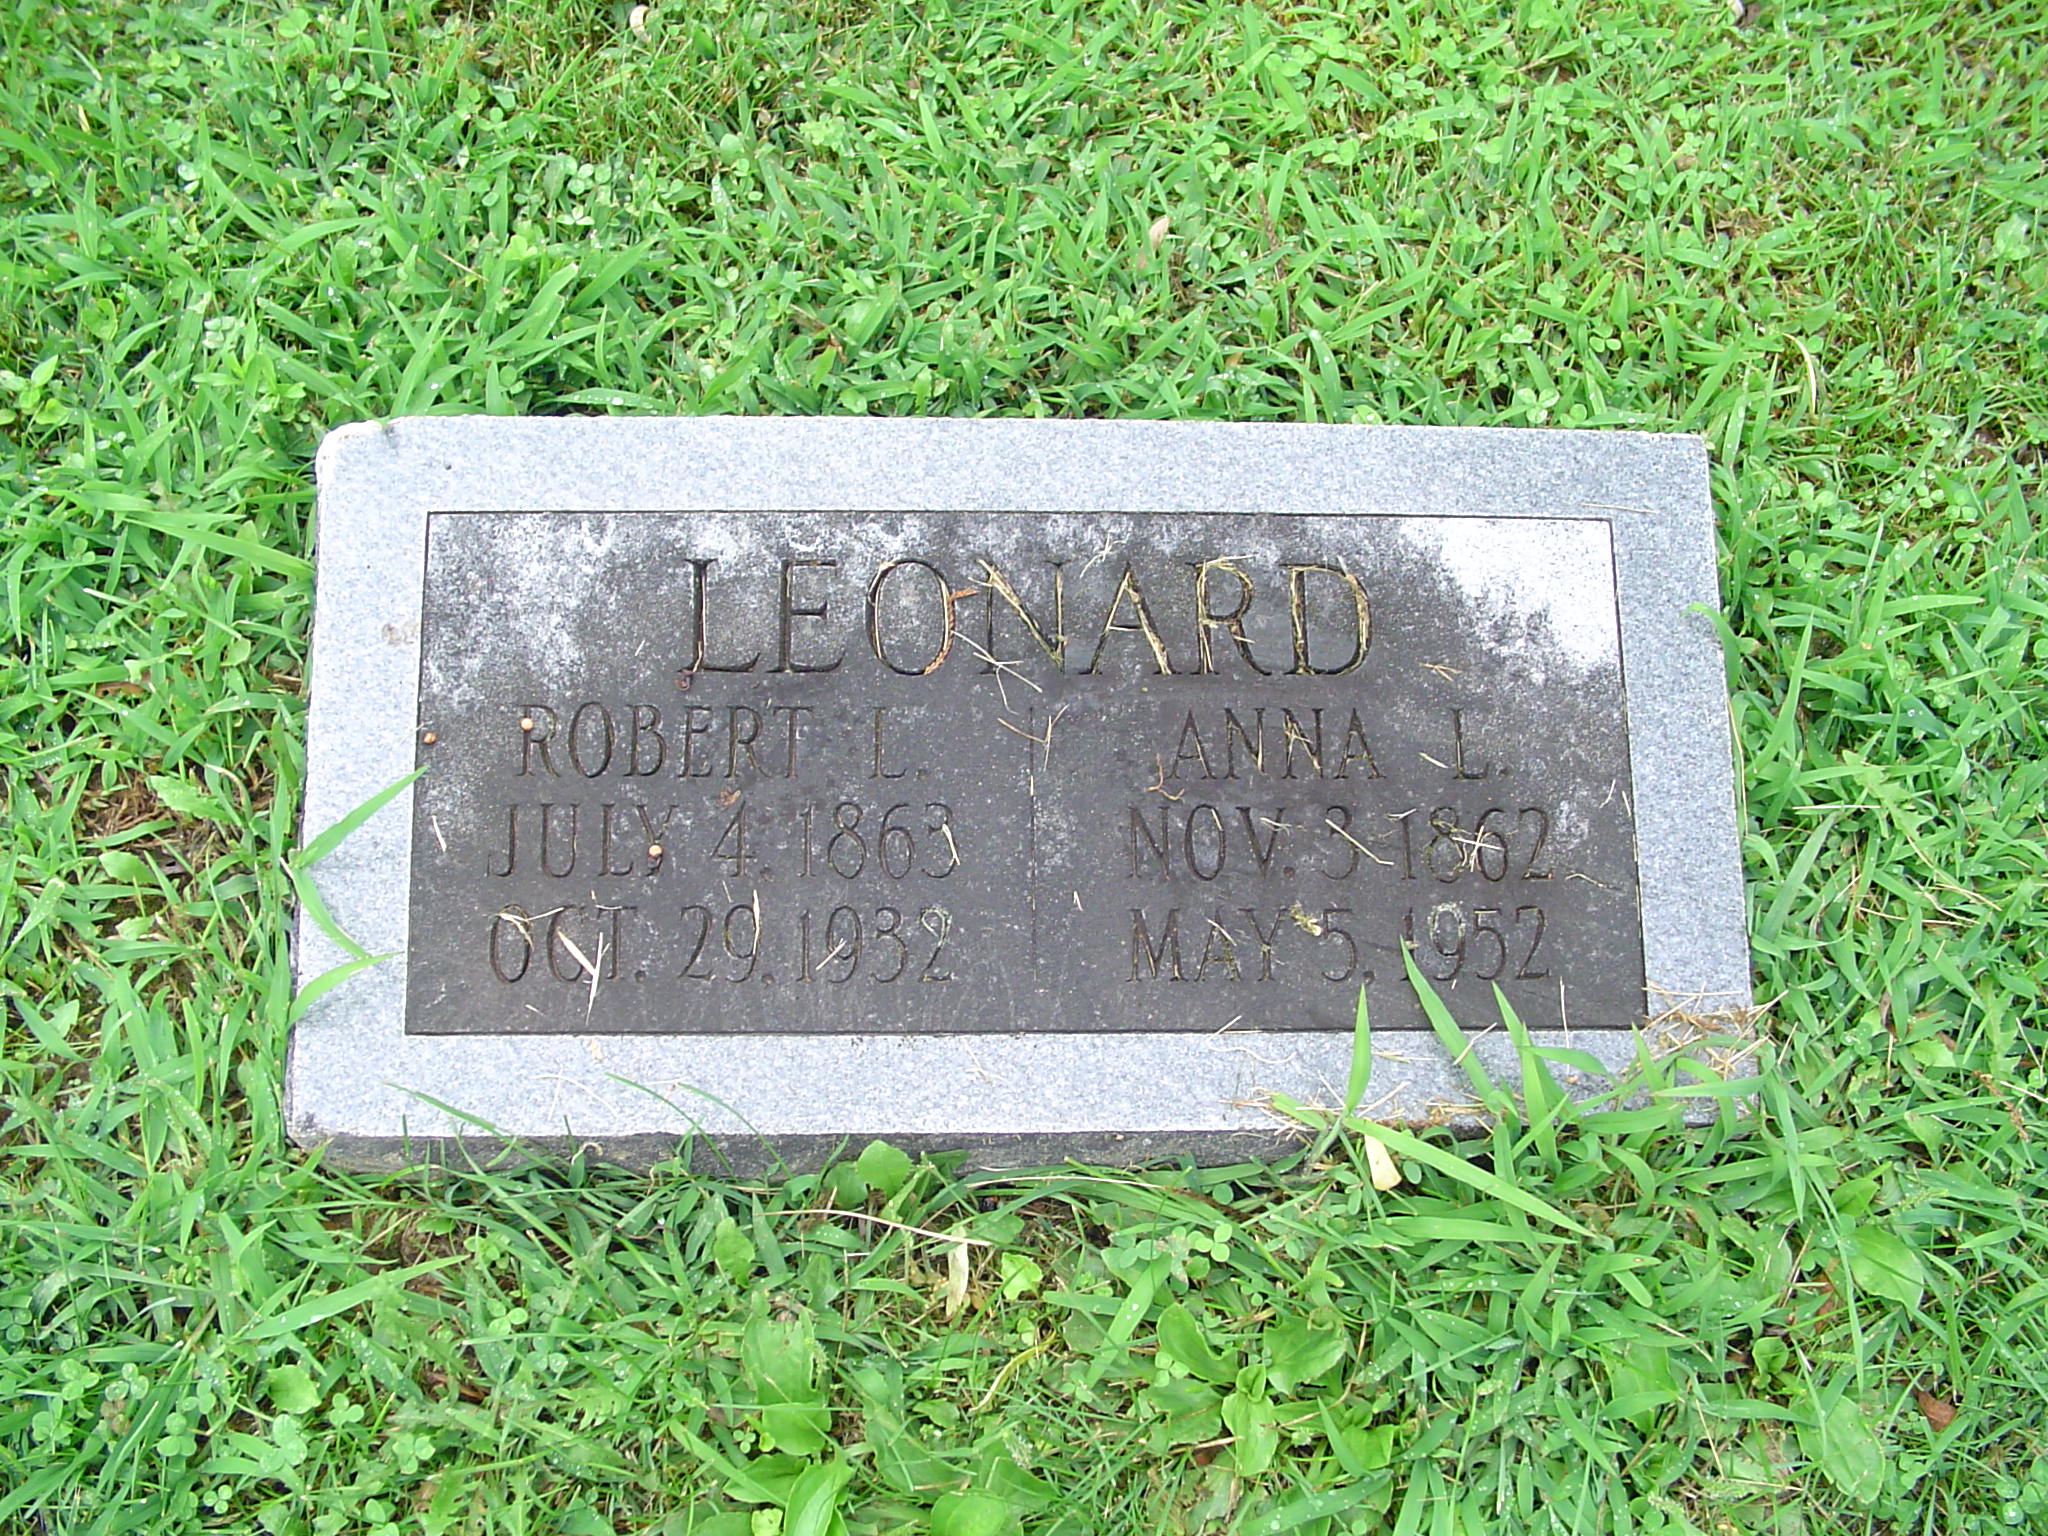 LEONARD
ROBERT L.
JULY 4, 1863
OCT. 29, 1932
ANNA L.
NOV. 3, 1862
MAY 5, 1952